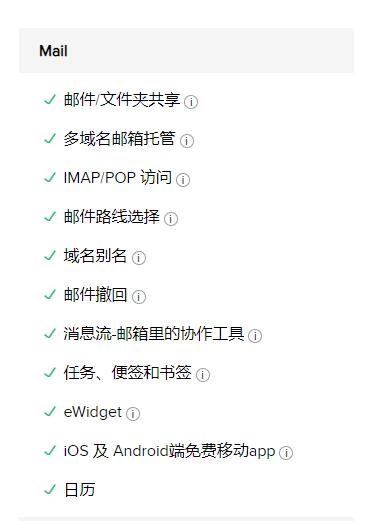 Mail
邮件/文件夹共享
多域名邮箱托管
IMAP/POP 访问
邮件路线选择
域名别名
邮件撤回
消息流-邮箱里的协作工具
任务、便签和书签
eWidget
iOS 及 Android端免费移动app
日历